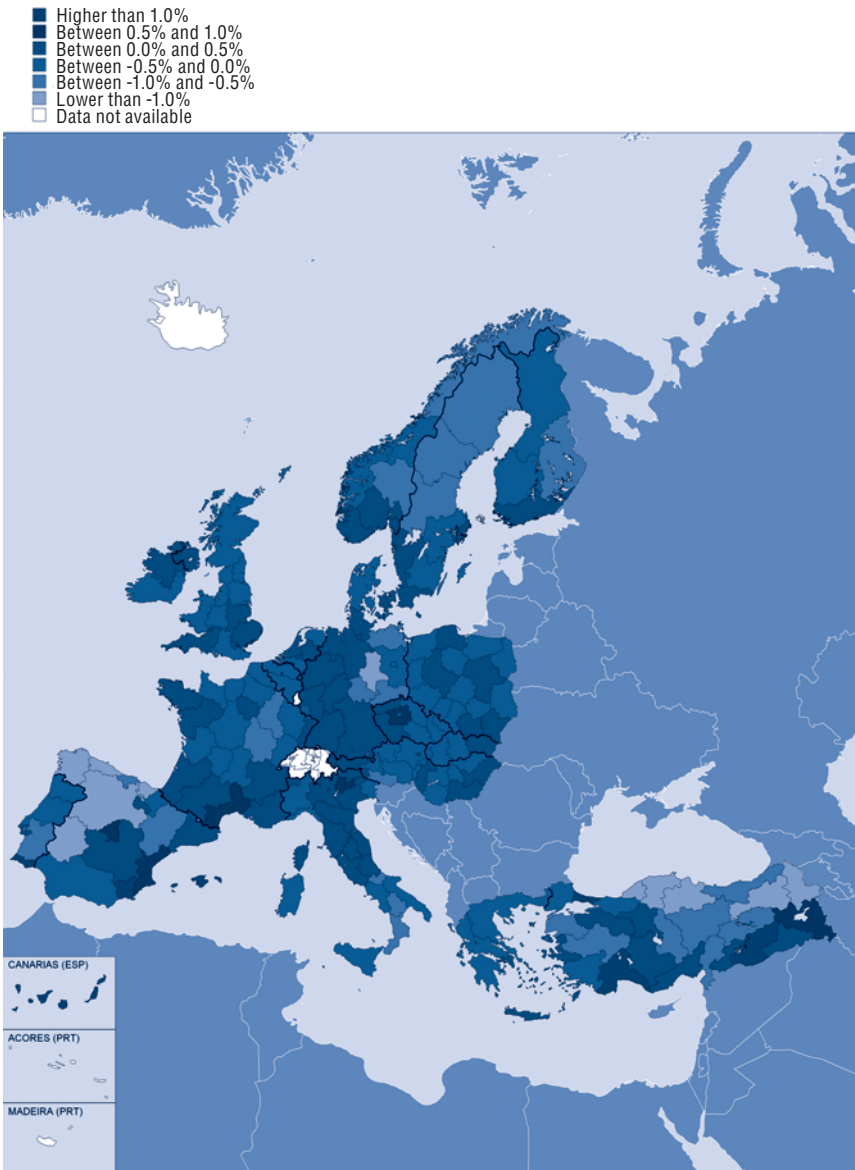 Higher than 1.0%
Between 0.5% and 1.0%
Between 0.0% and 0.5%
Between -0.5% and 0.0%
Between -1.0% and -0.5%
Lower than -1.0%
Data not available
CANARIAS (ESP)
ACORES (PRT)
MADEIRA (PRT)